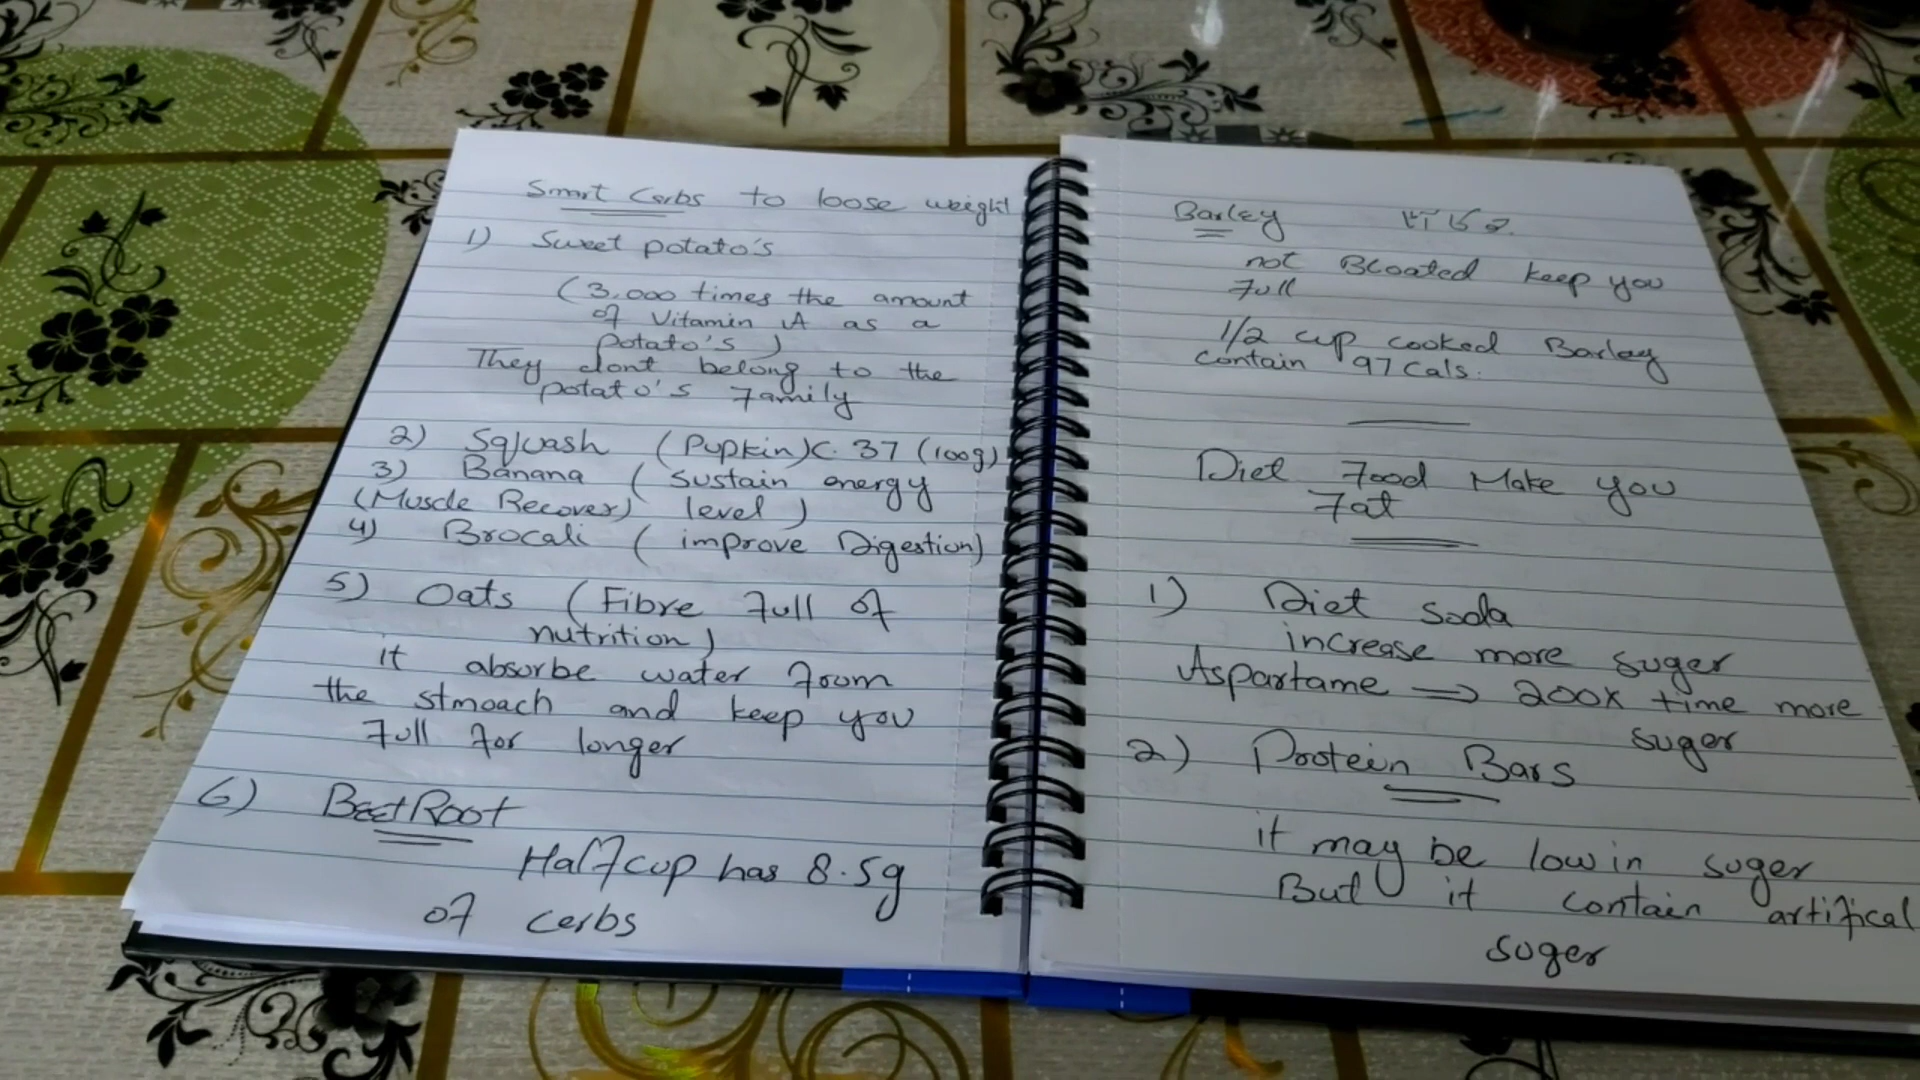 Smart Cerbs to loose weight
1) Sweet potato's
(3.000 times the amount
of Vitamin A as a
potato's)
They dont belong to the
potato's family
2) Sqluash (Pupkin) C. 37 (100g)
3) Banana (Sustain energy
(Muscle Recover) level)
4) Brocali (improve Digestion)
5) Oats (Fibre Full of
nutrition)
it absorbe water from
the stmoach and keep you
Full for longer
6) BeetRoot
Half cup has 8.5g
of cerbs
Barley
not Bloated keep you
Full
1/2 cup cooked Barley
contain 97 Cals.
Diet Food Make you
Fat
1) Diet soda
increase more suger
Aspartame ⇒ 200x time more
suger
2) Protein Bars
it may be low in suger
But it contain artifical
suger